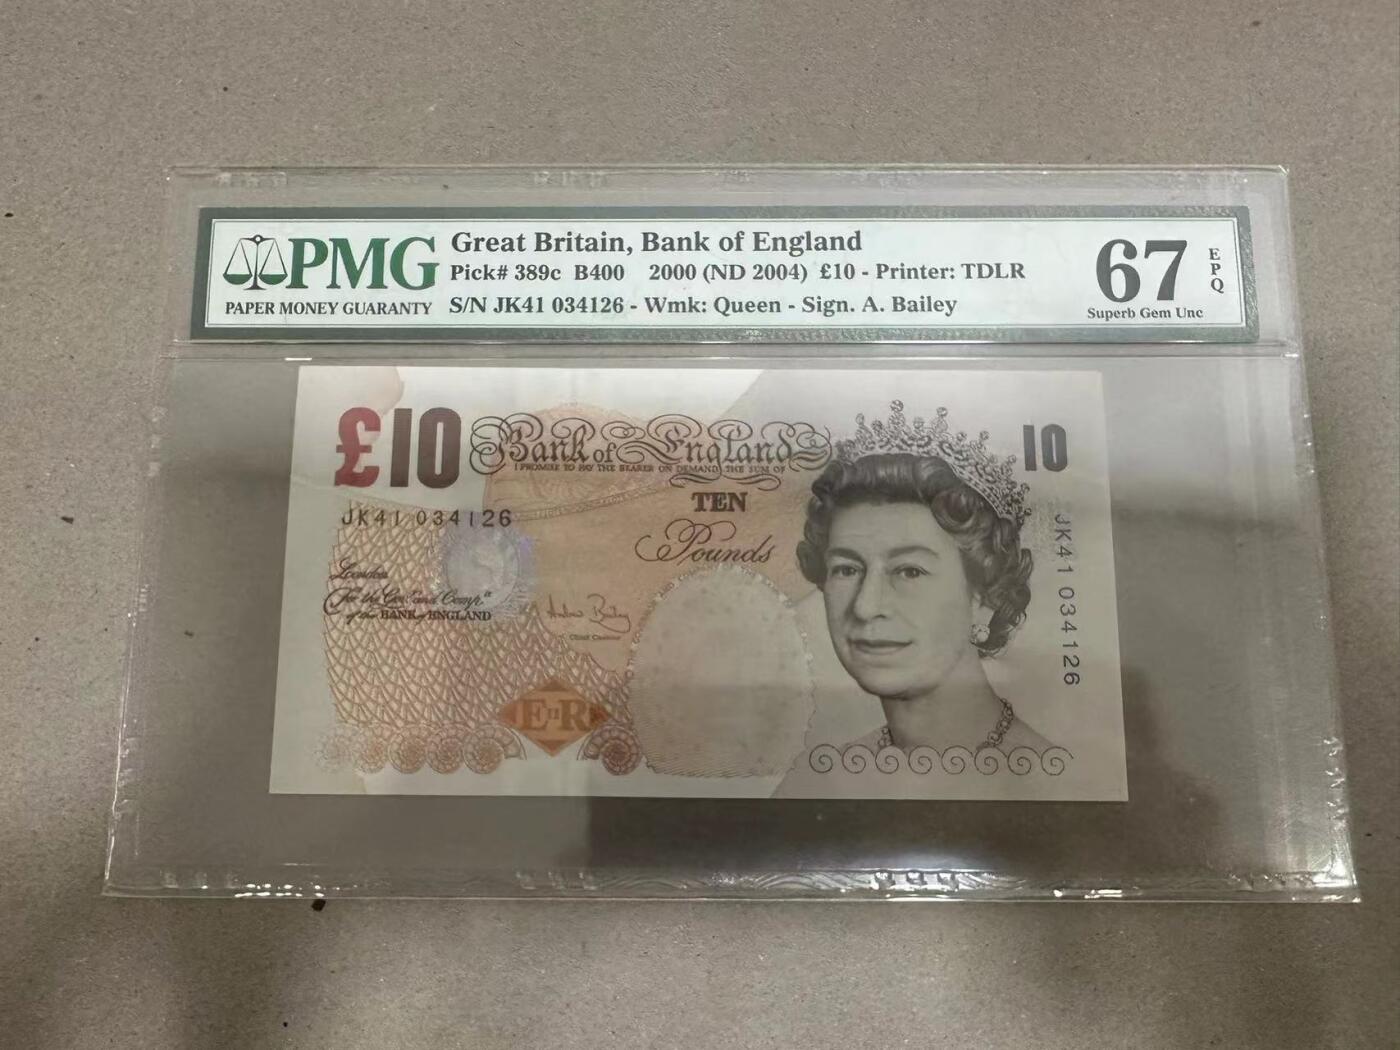 PMG
PAPER MONEY GUARANTY
Great Britain, Bank of England
Pick# 389c B400 2000 (ND 2004) £10 - Printer: TDLR
S/N JK41 034126 - Wmk: Queen - Sign. A. Bailey
67
EPQ
Superb Gem Unc
£10
Bank of England
10
I PROMISE TO PAY THE BEARER ON DEMAND THE SUM OF
TEN
Pounds
JK41 034126
JK41 034126
London
For the Gov.r and Comp.a
of the BANK of ENGLAND
Andrew Bailey
Chief Cashier
EIIR